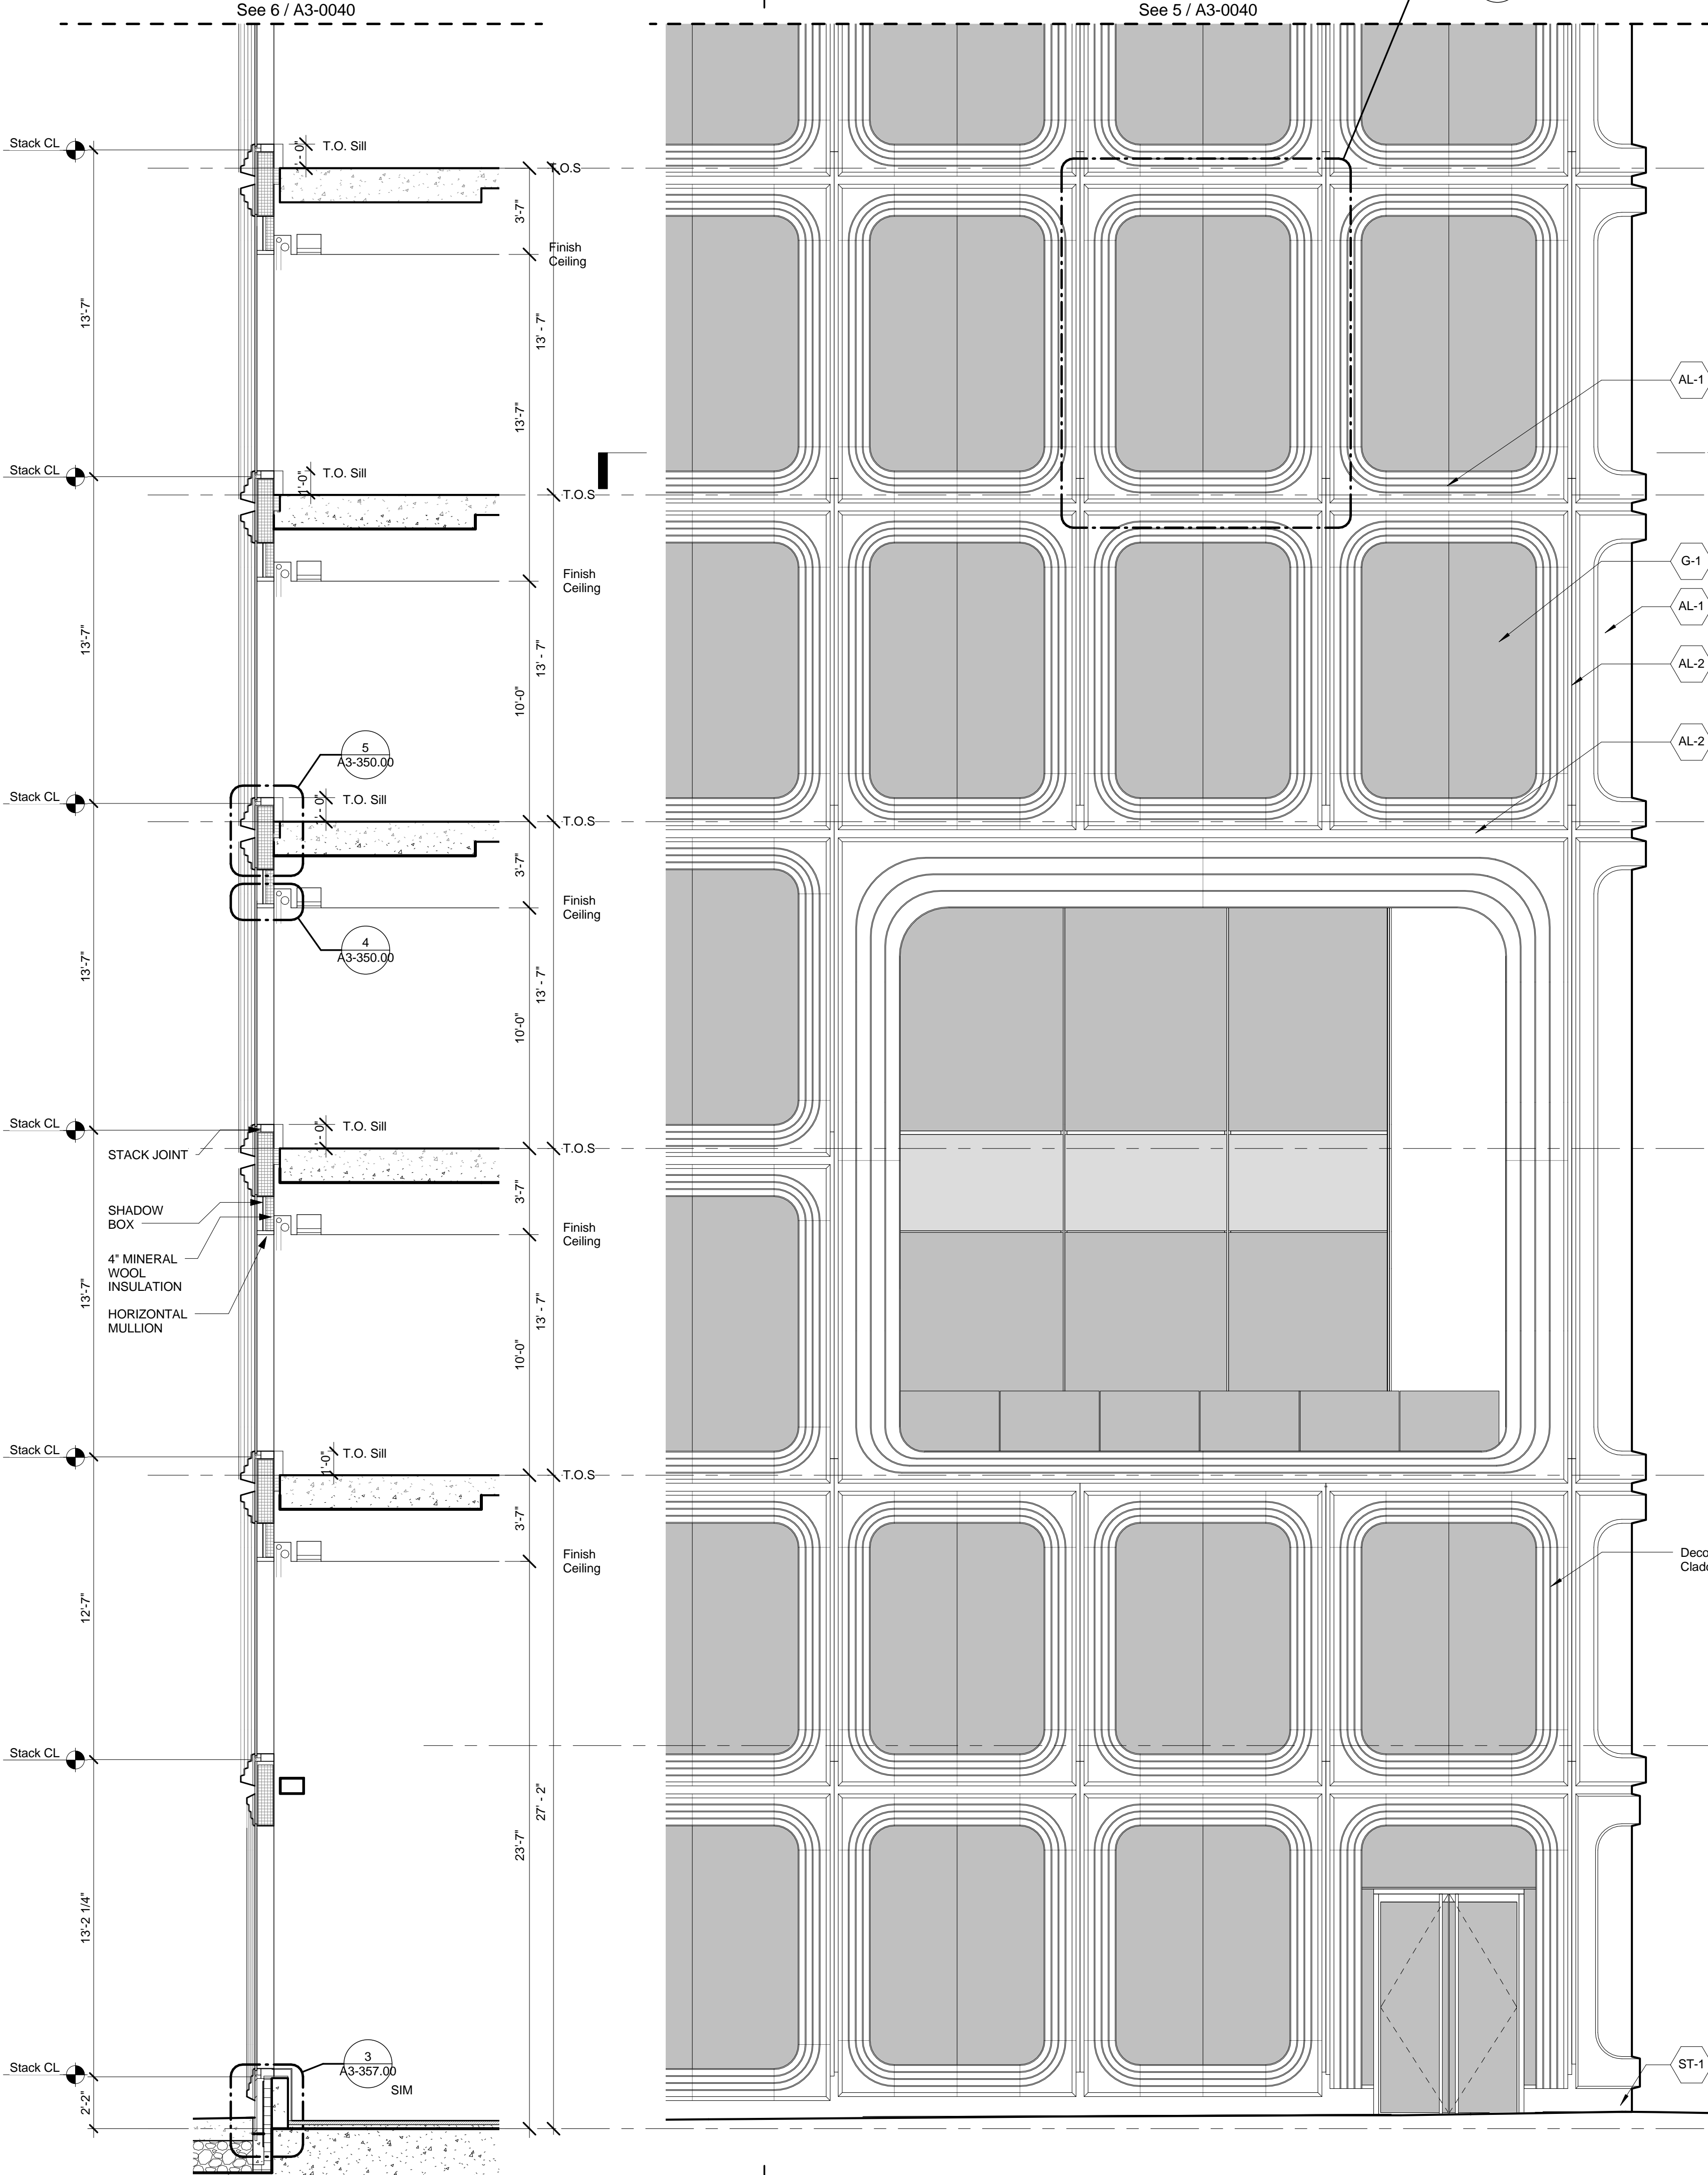 See 6 / A3-0040
See 5 / A3-0040
Stack CL
T.O. Sill
T.O.S
3'-7"
Finish
Ceiling
13'-7"
13' - 7"
13'-7"
AL-1
Stack CL
1'-0"
T.O. Sill
T.O.S
G-1
Finish
Ceiling
AL-1
13'-7"
13' - 7"
AL-2
10'-0"
5
A3-350.00
AL-2
Stack CL
T.O. Sill
T.O.S
3'-7"
Finish
Ceiling
4
A3-350.00
13'-7"
13' - 7"
10'-0"
Stack CL
T.O. Sill
STACK JOINT
T.O.S
3'-7"
SHADOW
BOX
Finish
Ceiling
4" MINERAL
WOOL
INSULATION
13'-7"
HORIZONTAL
MULLION
13' - 7"
10'-0"
Stack CL
1'-0"
T.O. Sill
T.O.S
3'-7"
Finish
Ceiling
Deco
Cladd
12'-7"
Stack CL
27' - 2"
23'-7"
13'-2 1/4"
3
A3-357.00
SIM
Stack CL
ST-1
2'-2"